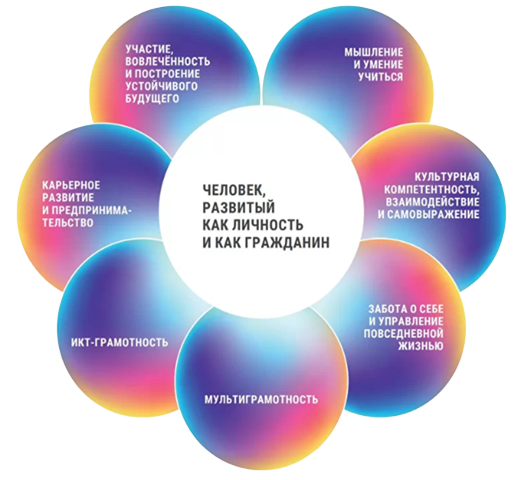 УЧАСТИЕ,
ВОВЛЕЧЁННОСТЬ
И ПОСТРОЕНИЕ
УСТОЙЧИВОГО
БУДУЩЕГО
МЫШЛЕНИЕ
И УМЕНИЕ
УЧИТЬСЯ
КАРЬЕРНОЕ
РАЗВИТИЕ
И ПРЕДПРИНИМА-
ТЕЛЬСТВО
ЧЕЛОВЕК,
РАЗВИТЫЙ
КАК ЛИЧНОСТЬ
И КАК ГРАЖДАНИН
КУЛЬТУРНАЯ
КОМПЕТЕНТНОСТЬ,
ВЗАИМОДЕЙСТВИЕ
И САМОВЫРАЖЕНИЕ
ИКТ-ГРАМОТНОСТЬ
ЗАБОТА О СЕБЕ
И УПРАВЛЕНИЕ
ПОВСЕДНЕВНОЙ
ЖИЗНЬЮ
МУЛЬТИГРАМОТНОСТЬ